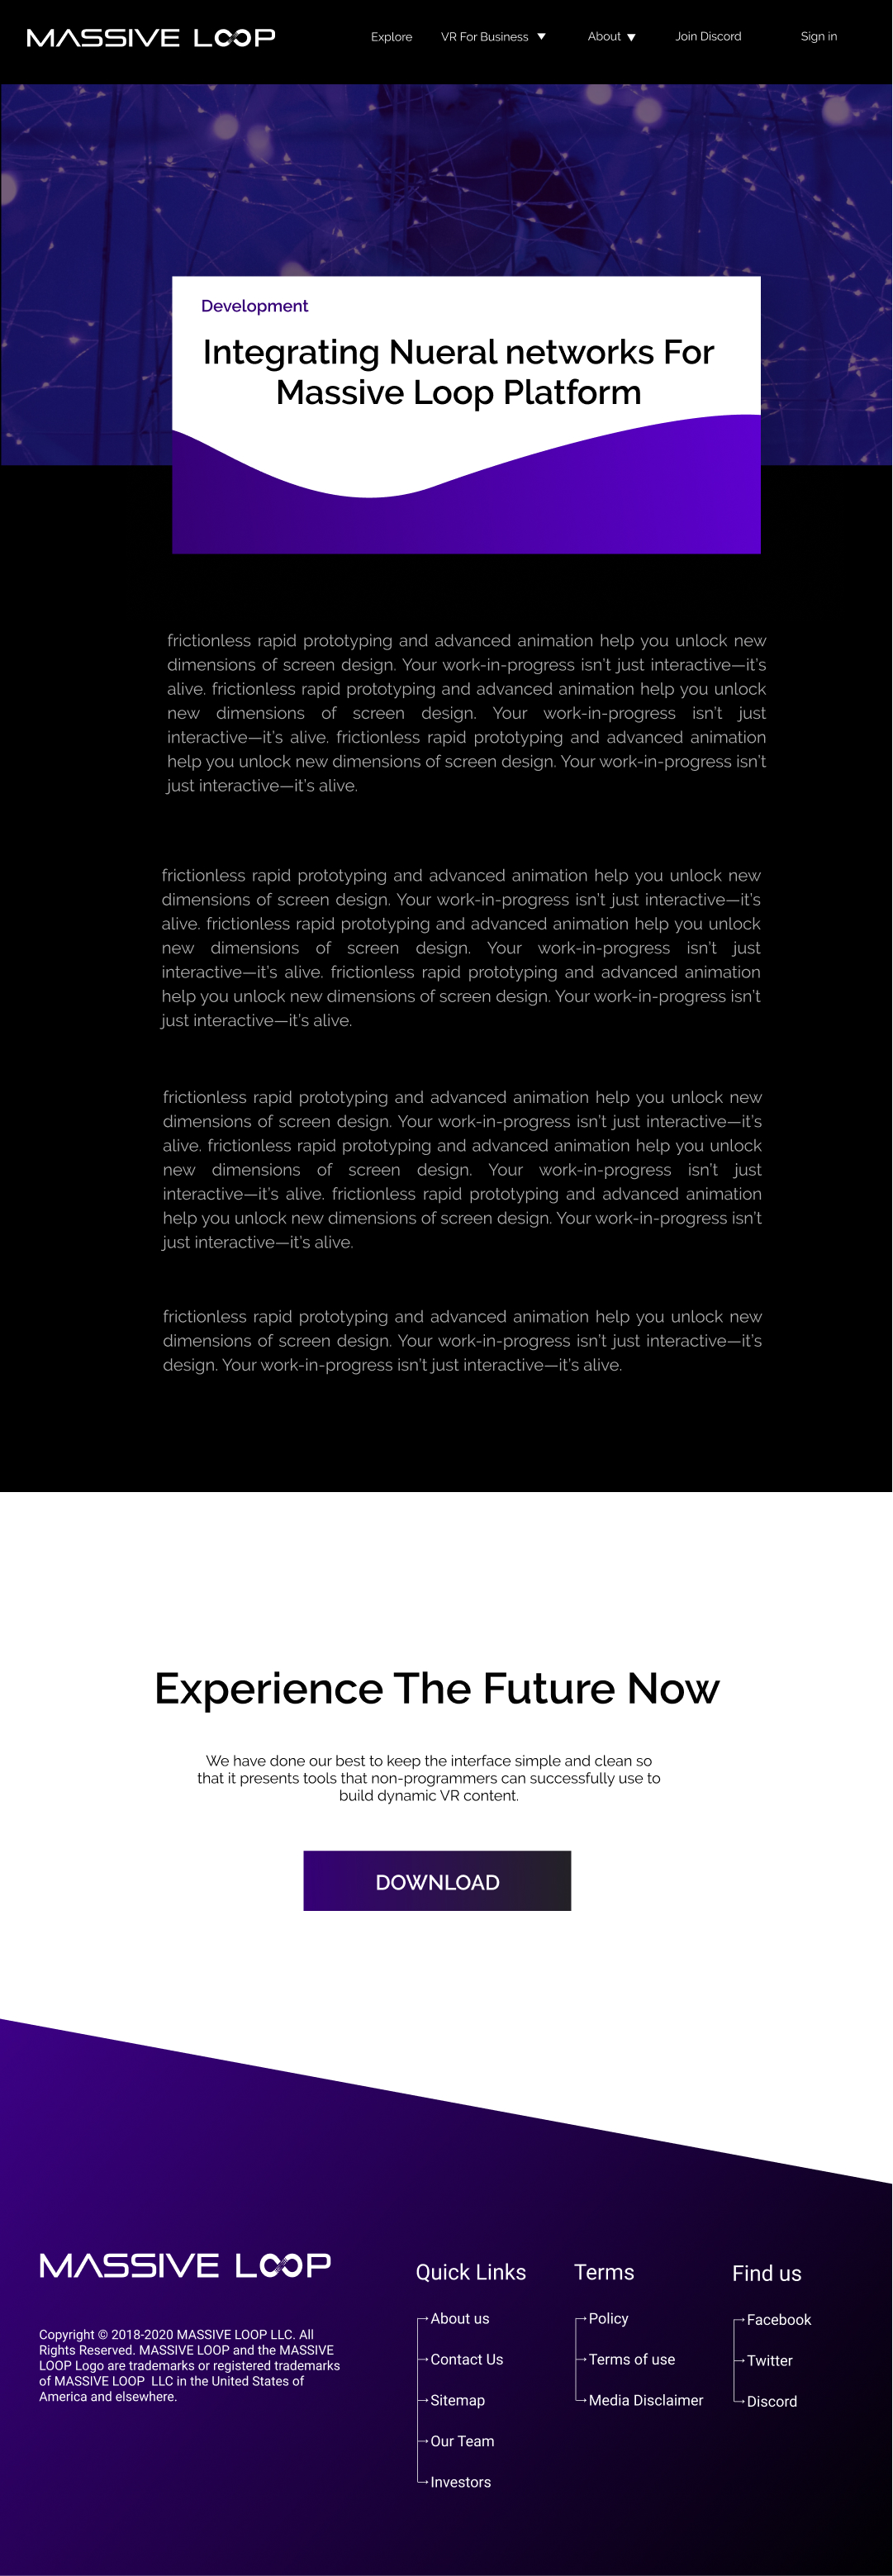 MASSIVE LOOP
Explore
VR For Business
About
Join Discord
Sign in
Development
Integrating Nueral networks For
Massive Loop Platform
frictionless rapid prototyping and advanced animation help you unlock new
dimensions of screen design. Your work-in-progress isn’t just interactive—it’s
alive. frictionless rapid prototyping and advanced animation help you unlock
new dimensions of screen design. Your work-in-progress isn’t just
interactive—it’s alive. frictionless rapid prototyping and advanced animation
help you unlock new dimensions of screen design. Your work-in-progress isn’t
just interactive—it’s alive.
frictionless rapid prototyping and advanced animation help you unlock new
dimensions of screen design. Your work-in-progress isn’t just interactive—it’s
alive. frictionless rapid prototyping and advanced animation help you unlock
new dimensions of screen design. Your work-in-progress isn’t just
interactive—it’s alive. frictionless rapid prototyping and advanced animation
help you unlock new dimensions of screen design. Your work-in-progress isn’t
just interactive—it’s alive.
frictionless rapid prototyping and advanced animation help you unlock new
dimensions of screen design. Your work-in-progress isn’t just interactive—it’s
alive. frictionless rapid prototyping and advanced animation help you unlock
new dimensions of screen design. Your work-in-progress isn’t just
interactive—it’s alive. frictionless rapid prototyping and advanced animation
help you unlock new dimensions of screen design. Your work-in-progress isn’t
just interactive—it’s alive.
frictionless rapid prototyping and advanced animation help you unlock new
dimensions of screen design. Your work-in-progress isn’t just interactive—it’s
design. Your work-in-progress isn’t just interactive—it’s alive.
Experience The Future Now
We have done our best to keep the interface simple and clean so
that it presents tools that non-programmers can successfully use to
build dynamic VR content.
DOWNLOAD
MASSIVE LOOP
Copyright © 2018-2020 MASSIVE LOOP LLC. All
Rights Reserved. MASSIVE LOOP and the MASSIVE
LOOP Logo are trademarks or registered trademarks
of MASSIVE LOOP LLC in the United States of
America and elsewhere.
Quick Links
About us
Contact Us
Sitemap
Our Team
Investors
Terms
Policy
Terms of use
Media Disclaimer
Find us
Facebook
Twitter
Discord